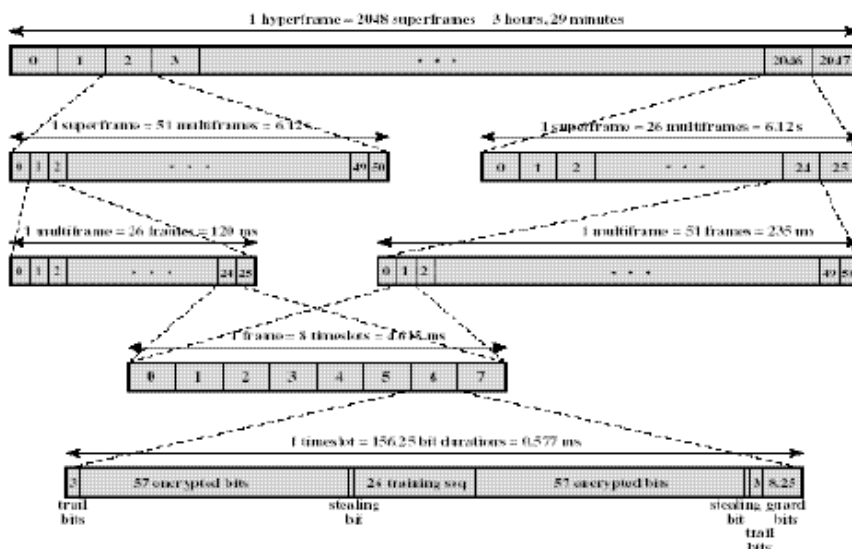 1 hyperframe = 2048 superframes 3 hours, 29 minutes
0 1 2 3 · · · 2046 2047
1 superframe = 51 multiframes = 6.12 s
1 superframe = 26 multiframes = 6.12 s
0 1 2 · · · 49 50
0 1 2 · · · 24 25
1 multiframe = 26 frames = 120 ms
1 multiframe = 51 frames = 235 ms
0 1 2 · · · 24 25
0 1 2 · · · 49
1 frame = 8 timeslots = 4.615 ms
0 1 2 3 4 5 6 7
1 timeslot = 156.25 bit durations = 0.577 ms
3 57 encrypted bits 26 training seq 57 encrypted bits 3 8.25
trail bits
stealing bit
stealing bit
trail bits
guard bits